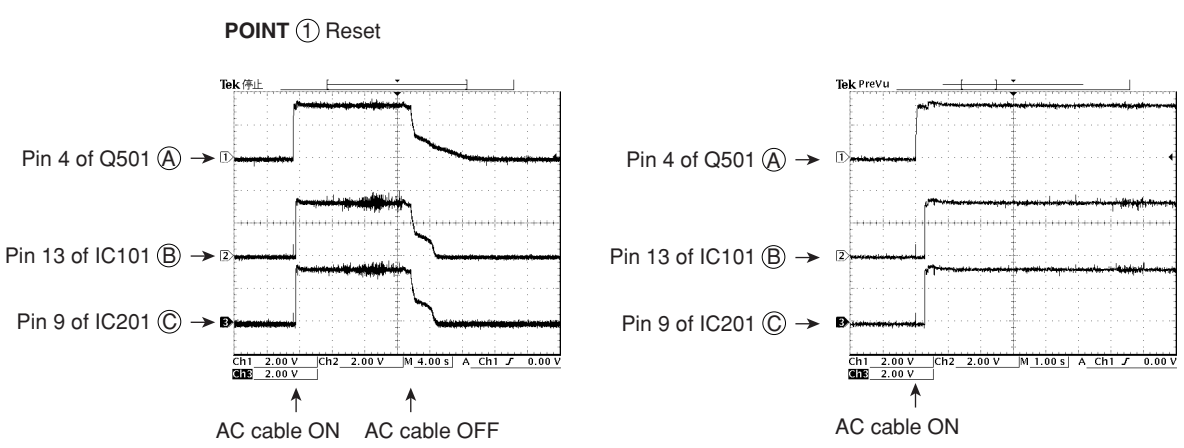 POINT ① Reset
Tek 停止
Pin 4 of Q501 Ⓐ → 1
Pin 13 of IC101 Ⓑ → 2
Pin 9 of IC201 Ⓒ → 3
Ch1 2.00 V Ch2 2.00 V M 4.00 s A Ch1 ƒ 0.00 V
Ch3 2.00 V
AC cable ON AC cable OFF
Tek PreVu
Pin 4 of Q501 Ⓐ → 1
Pin 13 of IC101 Ⓑ → 2
Pin 9 of IC201 Ⓒ → 3
Ch1 2.00 V Ch2 2.00 V M 1.00 s A Ch1 ƒ 0.00 V
Ch3 2.00 V
AC cable ON